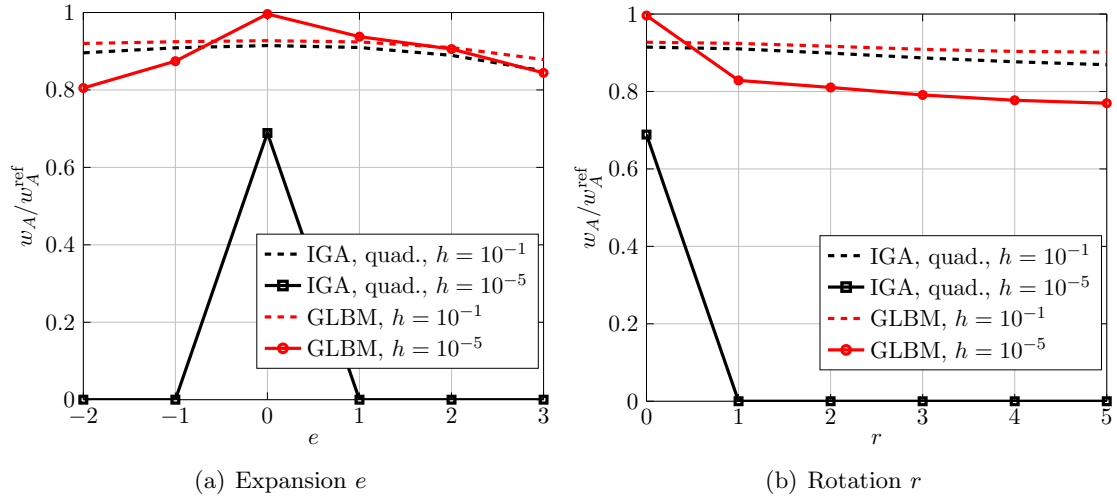 1
0.8
0.6
0.4
0.2
0
w_A/w_A^ref
−2 −1 0 1 2 3
e
IGA, quad., h = 10^−1
IGA, quad., h = 10^−5
GLBM, h = 10^−1
GLBM, h = 10^−5
(a) Expansion e
1
0.8
0.6
0.4
0.2
0
w_A/w_A^ref
0 1 2 3 4 5
r
IGA, quad., h = 10^−1
IGA, quad., h = 10^−5
GLBM, h = 10^−1
GLBM, h = 10^−5
(b) Rotation r